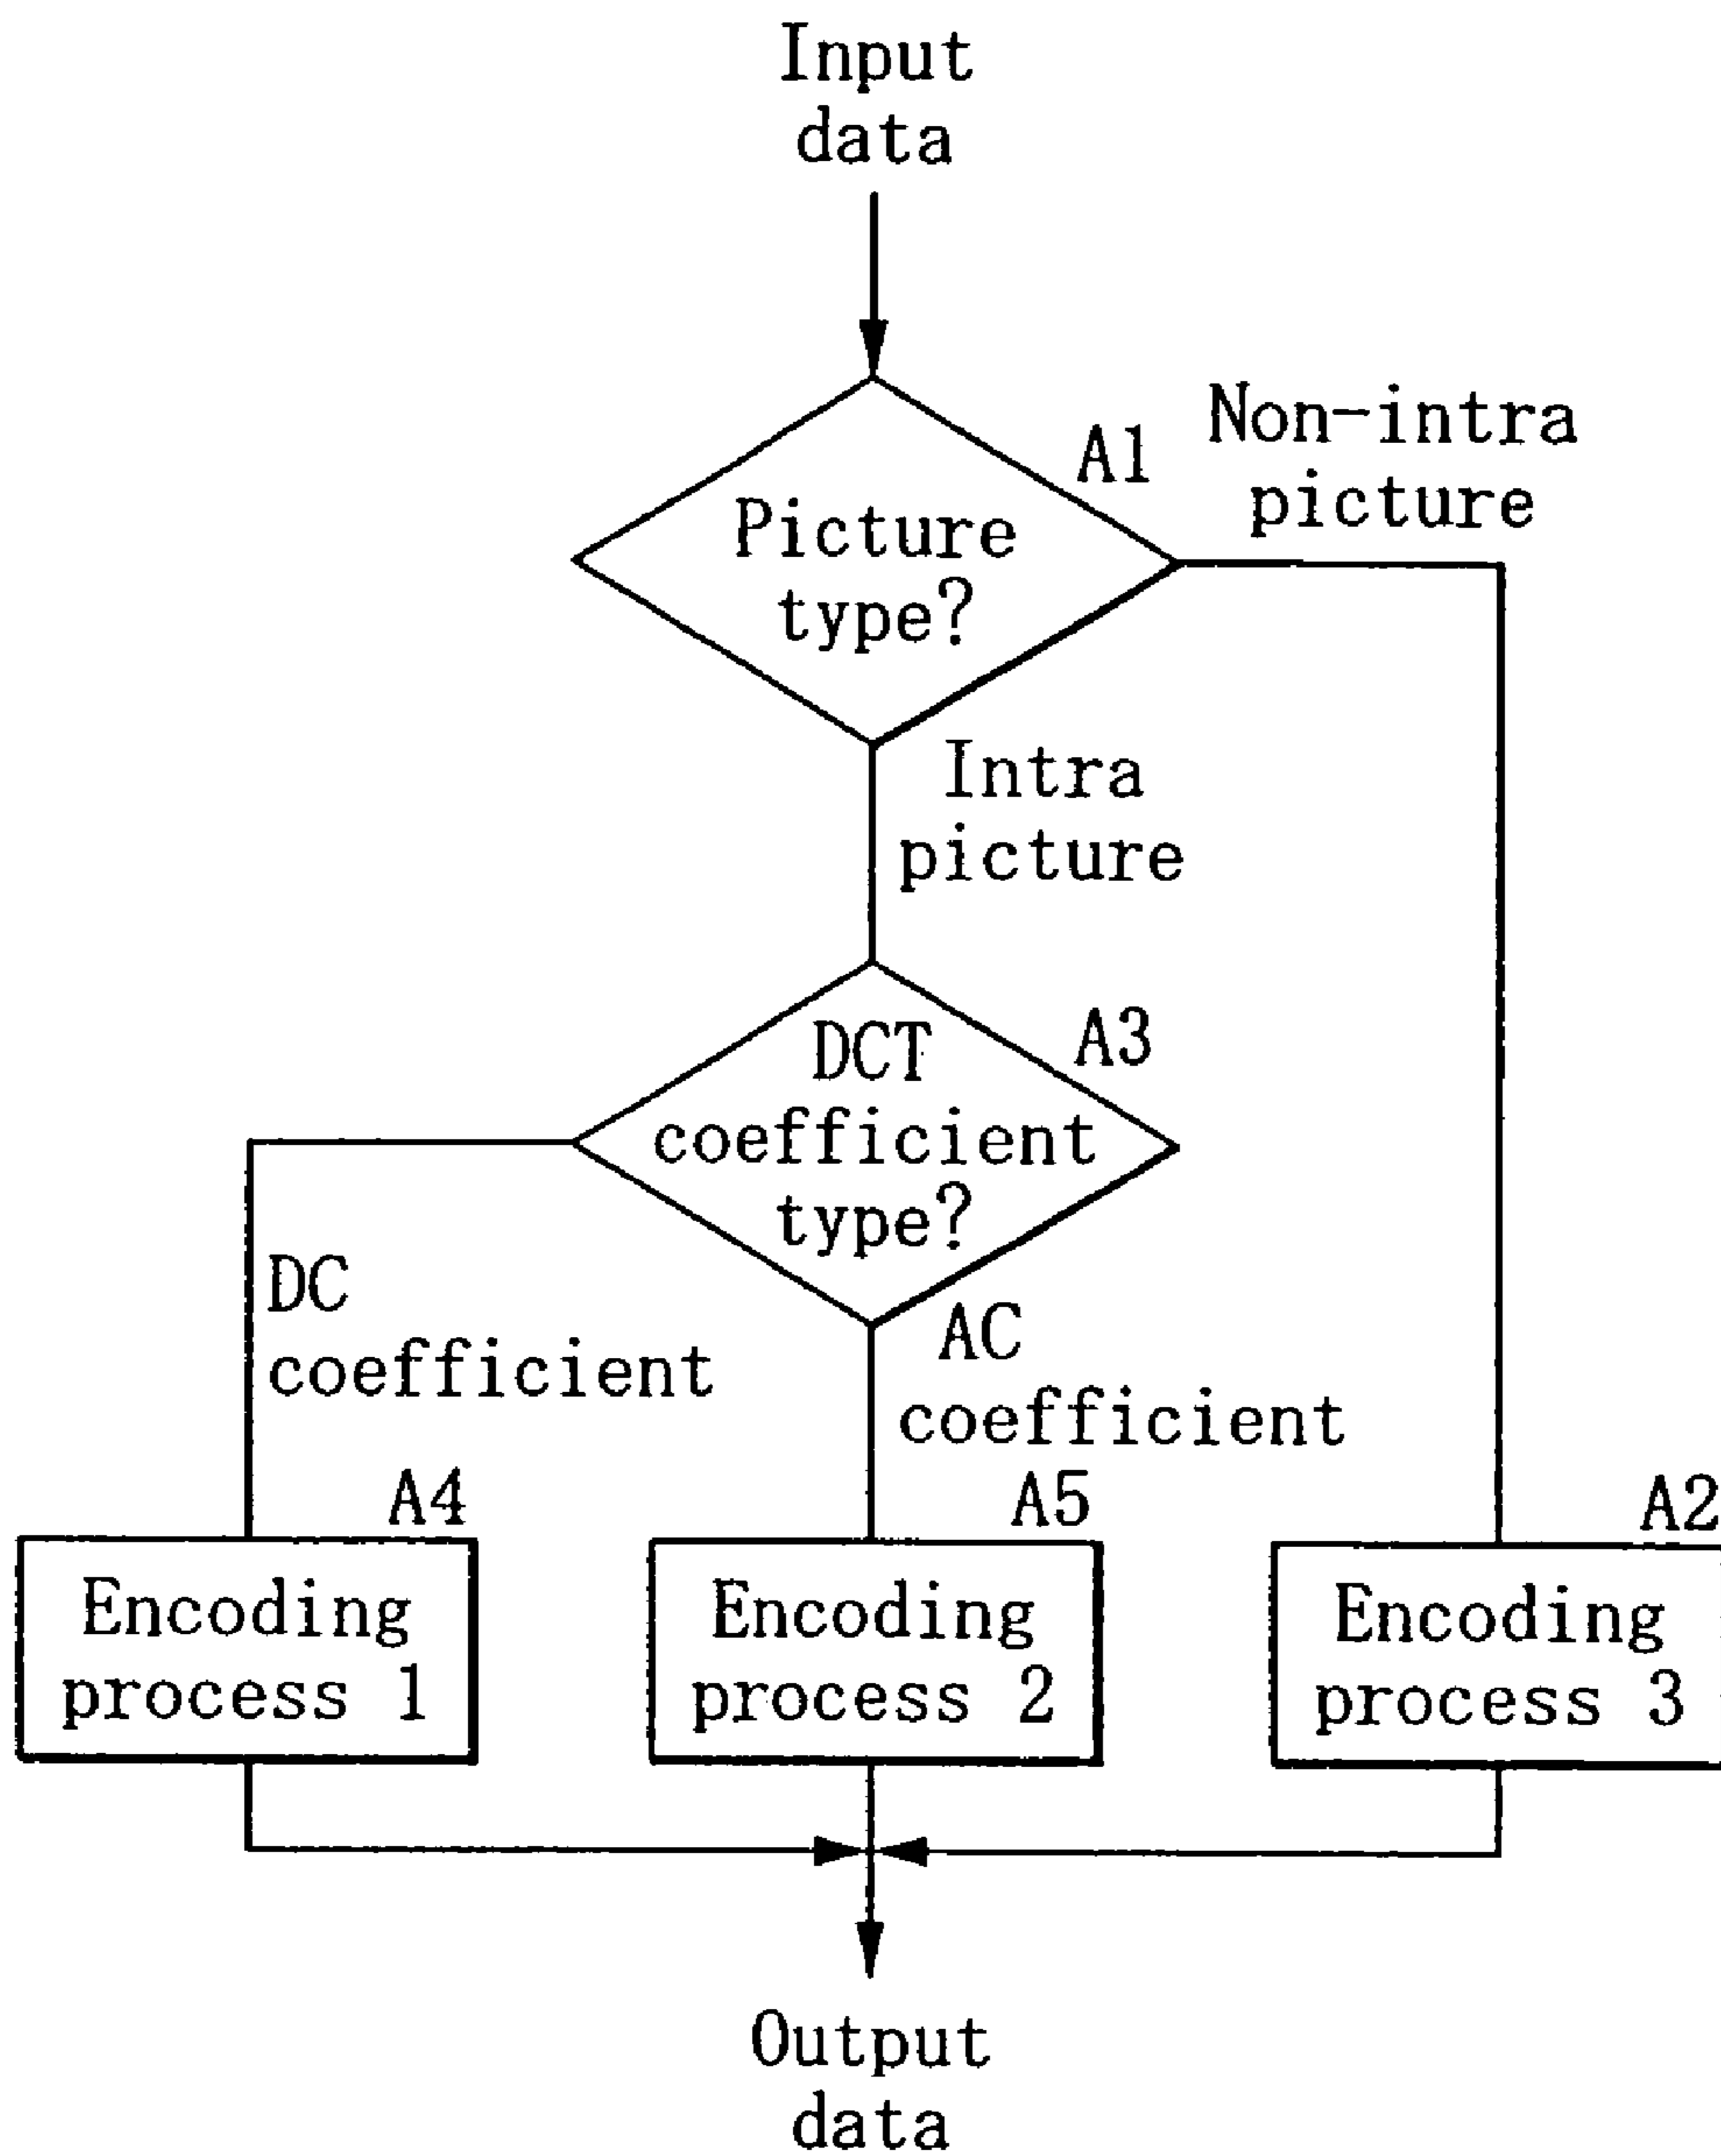 Input
data
A1
Non-intra
picture
Picture
type?
Intra
picture
A3
DCT
coefficient
type?
DC
coefficient
AC
coefficient
A4
A5
A2
Encoding
process 1
Encoding
process 2
Encoding
process 3
Output
data